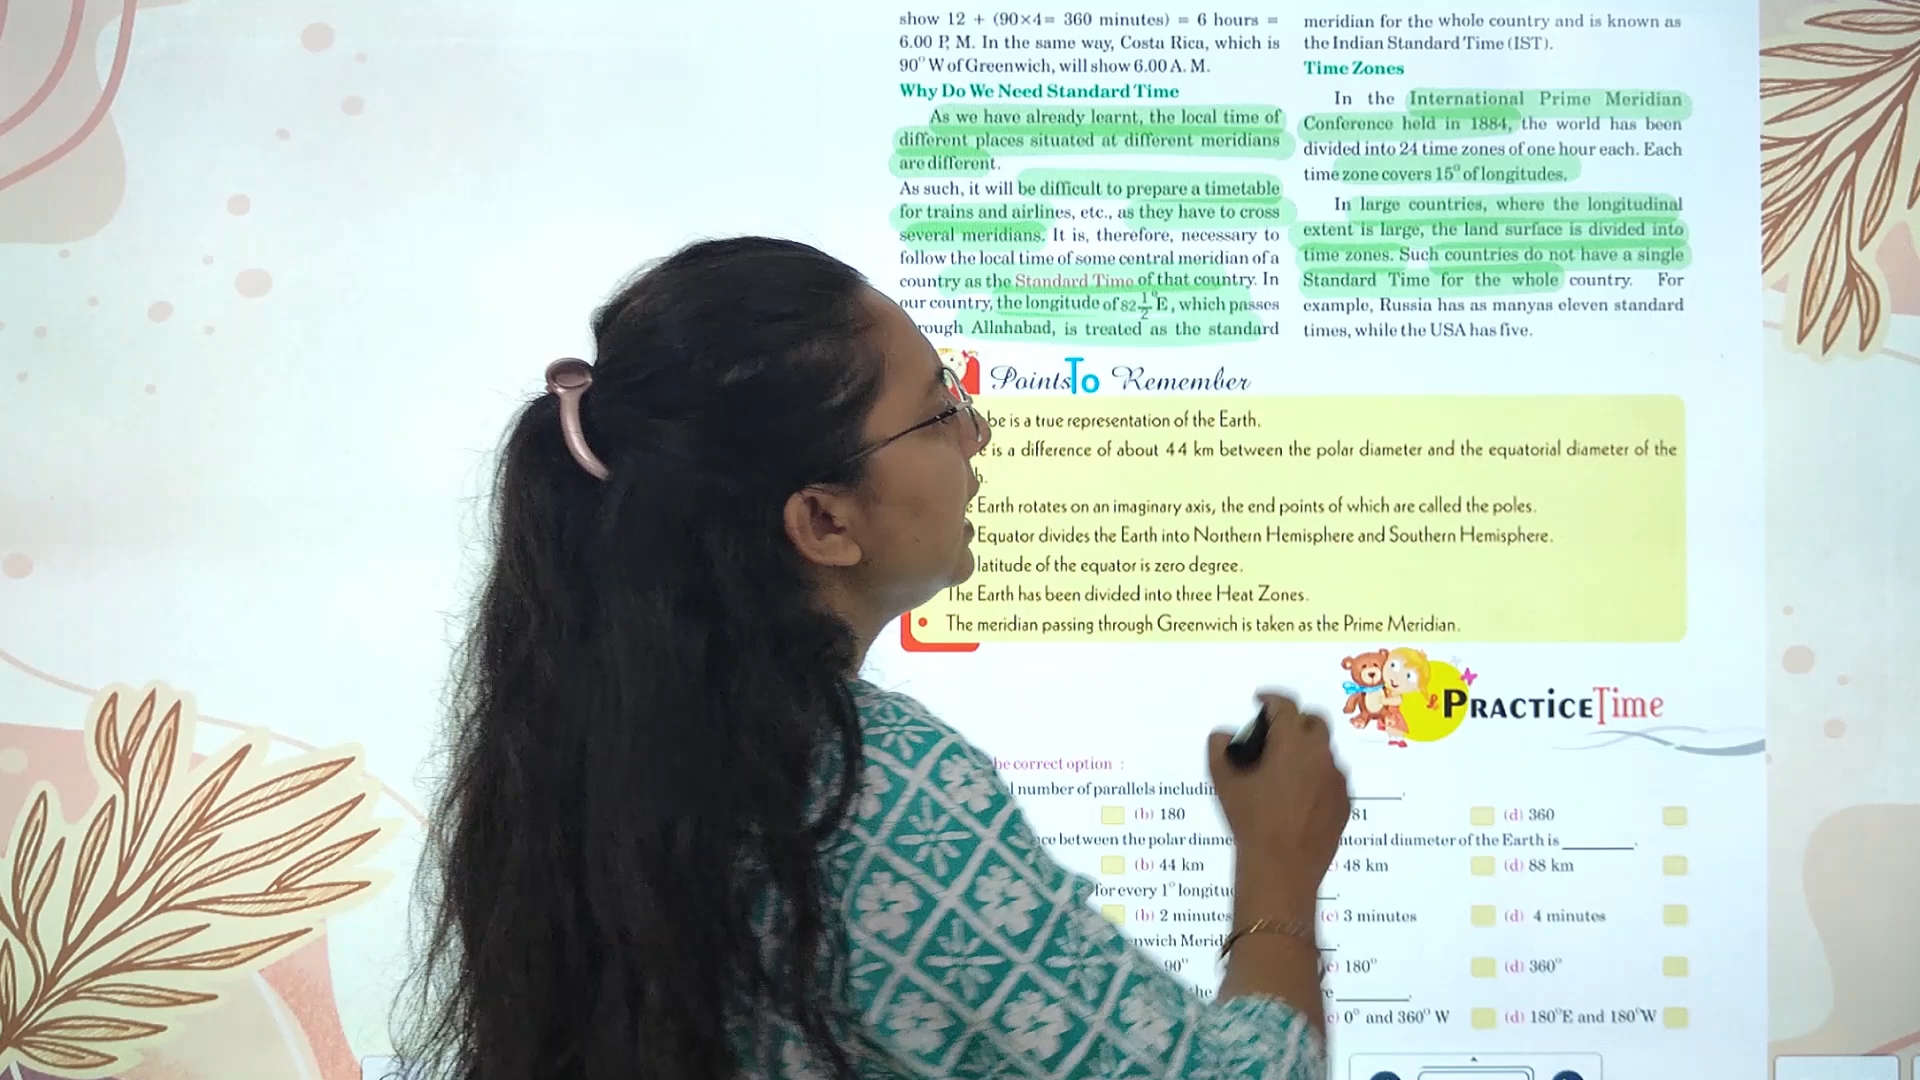 show 12 + (90×4= 360 minutes) = 6 hours =
6.00 P. M. In the same way, Costa Rica, which is
90° W of Greenwich, will show 6.00 A. M.
Why Do We Need Standard Time
As we have already learnt, the local time of
different places situated at different meridians
are different.
As such, it will be difficult to prepare a timetable
for trains and airlines, etc., as they have to cross
several meridians. It is, therefore, necessary to
follow the local time of some central meridian of a
country as the Standard Time of that country. In
our country, the longitude of 82 1/2° E, which passes
rough Allahabad, is treated as the standard
meridian for the whole country and is known as
the Indian Standard Time (IST).
Time Zones
In the International Prime Meridian
Conference held in 1884, the world has been
divided into 24 time zones of one hour each. Each
time zone covers 15° of longitudes.
In large countries, where the longitudinal
extent is large, the land surface is divided into
time zones. Such countries do not have a single
Standard Time for the whole country. For
example, Russia has as manyas eleven standard
times, while the USA has five.
Points To Remember
be is a true representation of the Earth.
is a difference of about 44 km between the polar diameter and the equatorial diameter of the
Earth rotates on an imaginary axis, the end points of which are called the poles.
Equator divides the Earth into Northern Hemisphere and Southern Hemisphere.
latitude of the equator is zero degree.
The Earth has been divided into three Heat Zones.
• The meridian passing through Greenwich is taken as the Prime Meridian.
PRACTiCE Time
he correct option :
number of parallels includin ______.
(b) 180 81 (d) 360
between the polar diame atorial diameter of the Earth is ______.
(b) 44 km 48 km (d) 88 km
for every 1° longitu
(b) 2 minutes (c) 3 minutes (d) 4 minutes
enwich Merid
90° (c) 180° (d) 360°
the
(c) 0° and 360° W (d) 180°E and 180°W